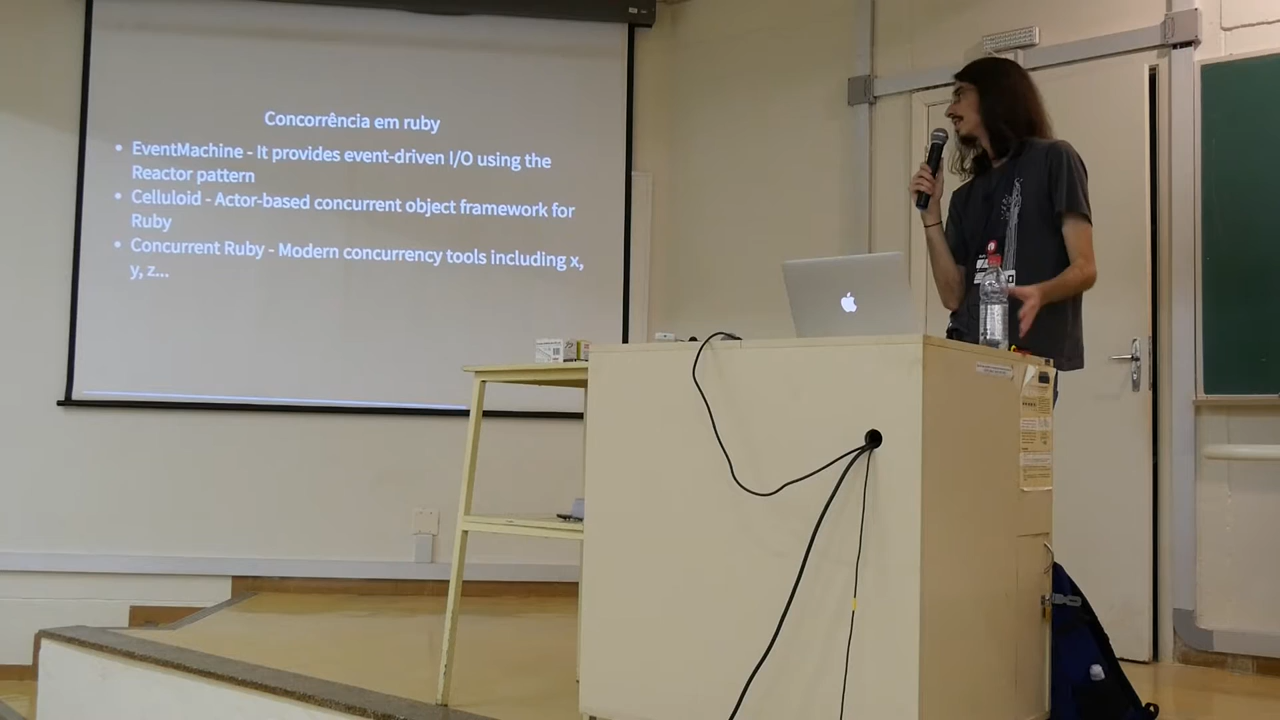 Concorrência em ruby
• EventMachine - It provides event-driven I/O using the
Reactor pattern
• Celluloid - Actor-based concurrent object framework for
Ruby
• Concurrent Ruby - Modern concurrency tools including x,
y, z...